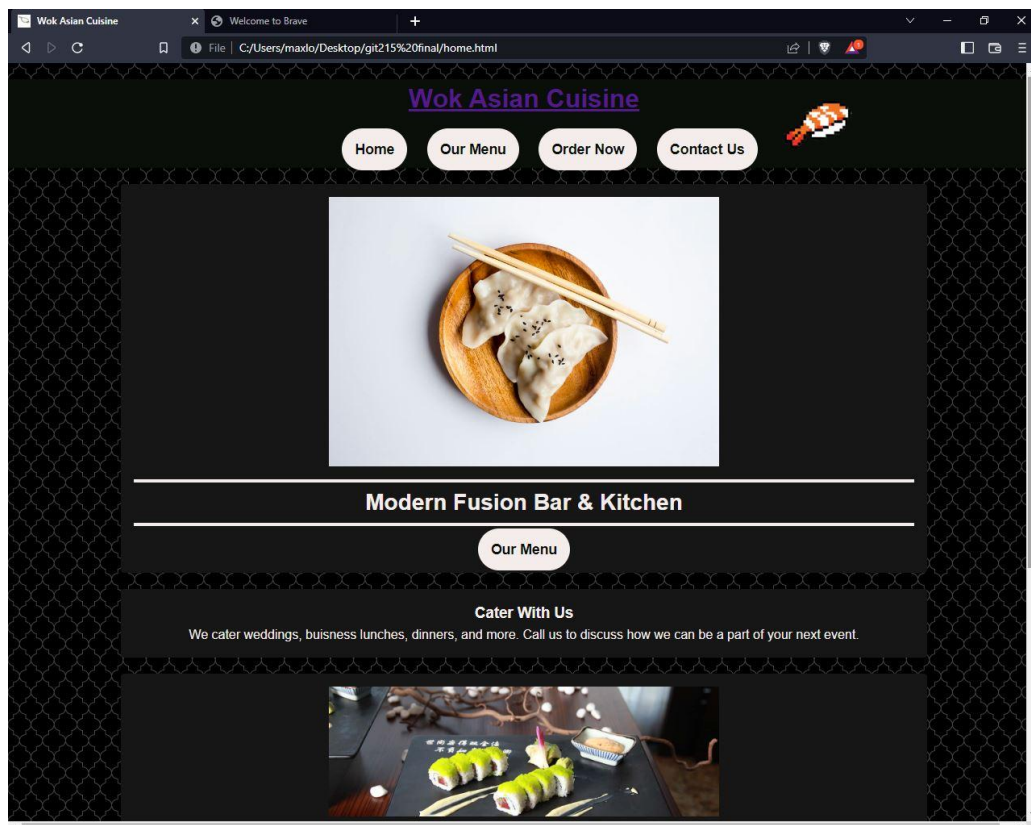 Wok Asian Cuisine
Welcome to Brave
File
C:/Users/maxlo/Desktop/git215%20final/home.html
Wok Asian Cuisine
Home
Our Menu
Order Now
Contact Us
Modern Fusion Bar & Kitchen
Our Menu
Cater With Us
We cater weddings, buisness lunches, dinners, and more. Call us to discuss how we can be a part of your next event.